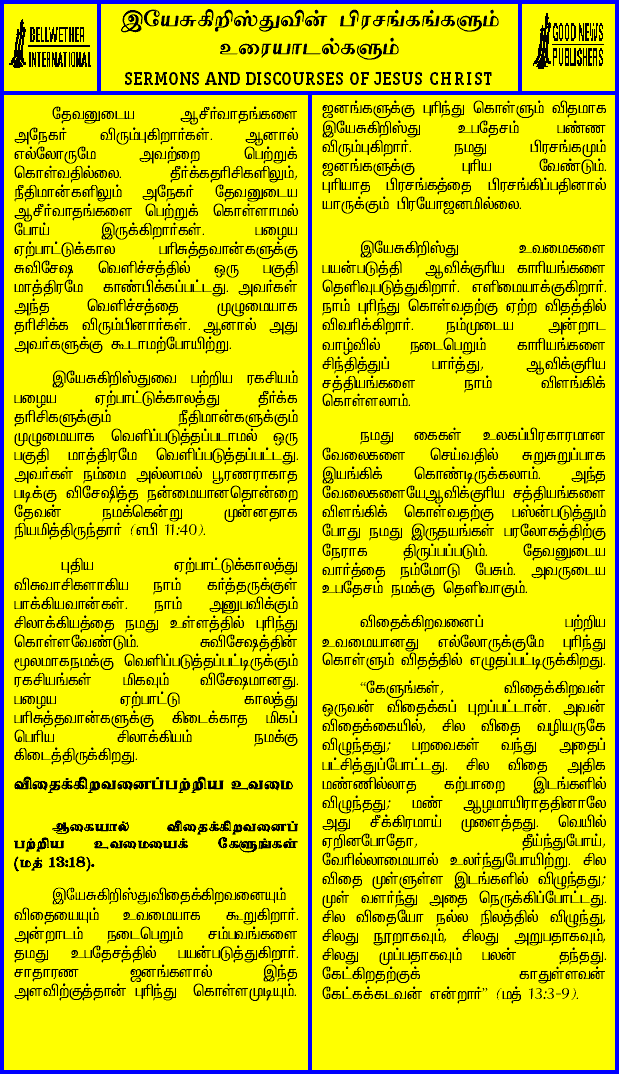 BELLWETHER
INTERNATIONAL
இயேசுகிறிஸ்துவின் பிரசங்கங்களும்
உரையாடல்களும்
SERMONS AND DISCOURSES OF JESUS CHRIST
GOOD NEWS
PUBLISHERS
தேவனுடைய ஆசீர்வாதங்களை
அநேகர் விரும்புகிறார்கள். ஆனால்
எல்லோருமே அவற்றை பெற்றுக்
கொள்வதில்லை. தீர்க்கதரிசிகளிலும்,
நீதிமான்களிலும் அநேகர் தேவனுடைய
ஆசீர்வாதங்களை பெற்றுக் கொள்ளாமல்
போய் இருக்கிறார்கள். பழைய
ஏற்பாட்டுக்கால பரிசுத்தவான்களுக்கு
சுவிசேஷ வெளிச்சத்தில் ஒரு பகுதி
மாத்திரமே காண்பிக்கப்பட்டது. அவர்கள்
அந்த வெளிச்சத்தை முழுமையாக
தரிசிக்க விரும்பினார்கள். ஆனால் அது
அவர்களுக்கு கூடாமற்போயிற்று.
இயேசுகிறிஸ்துவை பற்றிய ரகசியம்
பழைய ஏற்பாட்டுக்காலத்து தீர்க்க
தரிசிகளுக்கும் நீதிமான்களுக்கும்
முழுமையாக வெளிப்படுத்தப்படாமல் ஒரு
பகுதி மாத்திரமே வெளிப்படுத்தப்பட்டது.
அவர்கள் நம்மை அல்லாமல் பூரணராகாத
படிக்கு விசேஷித்த நன்மையானதொன்றை
தேவன் நமக்கென்று முன்னதாக
நியமித்திருந்தார் (எபி 11:40).
புதிய ஏற்பாட்டுக்காலத்து
விசுவாசிகளாகிய நாம் கர்த்தருக்குள்
பாக்கியவான்கள். நாம் அனுபவிக்கும்
சிலாக்கியத்தை நமது உள்ளத்தில் புரிந்து
கொள்ளவேண்டும். சுவிசேஷத்தின்
மூலமாகநமக்கு வெளிப்படுத்தப்பட்டிருக்கும்
ரகசியங்கள் மிகவும் விசேஷமானது.
பழைய ஏற்பாட்டு காலத்து
பரிசுத்தவான்களுக்கு கிடைக்காத மிகப்
பெரிய சிலாக்கியம் நமக்கு
கிடைத்திருக்கிறது.
விதைக்கிறவனைப்பற்றிய உவமை
ஆகையால் விதைக்கிறவனைப்
பற்றிய உவமையைக் கேளுங்கள்
(மத் 13:18).
இயேசுகிறிஸ்துவிதைக்கிறவனையும்
விதையையும் உவமையாக கூறுகிறார்.
அன்றாடம் நடைபெறும் சம்பவங்களை
தமது உபதேசத்தில் பயன்படுத்துகிறார்.
சாதாரண ஜனங்களால் இந்த
அளவிற்குத்தான் புரிந்து கொள்ளமுடியும்.
ஜனங்களுக்கு புரிந்து கொள்ளும் விதமாக
இயேசுகிறிஸ்து உபதேசம் பண்ண
விரும்புகிறார். நமது பிரசங்கமும்
ஜனங்களுக்கு புரிய வேண்டும்.
புரியாத பிரசங்கத்தை பிரசங்கிப்பதினால்
யாருக்கும் பிரயோஜனமில்லை.
இயேசுகிறிஸ்து உவமைகளை
பயன்படுத்தி ஆவிக்குரிய காரியங்களை
தெளிவுபடுத்துகிறார். எளிமையாக்குகிறார்.
நாம் புரிந்து கொள்வதற்கு ஏற்ற விதத்தில்
விவரிக்கிறார். நம்முடைய அன்றாட
வாழ்வில் நடைபெறும் காரியங்களை
சிந்தித்துப் பார்த்து, ஆவிக்குரிய
சத்தியங்களை நாம் விளங்கிக்
கொள்ளலாம்.
நமது கைகள் உலகப்பிரகாரமான
வேலைகளை செய்வதில் சுறுசுறுப்பாக
இயங்கிக் கொண்டிருக்கலாம். அந்த
வேலைகளையேஆவிக்குரிய சத்தியங்களை
விளங்கிக் கொள்வதற்கு பஸ்ன்படுத்தும்
போது நமது இருதயங்கள் பரலோகத்திற்கு
நேராக திருப்பப்படும். தேவனுடைய
வார்த்தை நம்மோடு பேசும். அவருடைய
உபதேசம் நமக்கு தெளிவாகும்.
விதைக்கிறவனைப் பற்றிய
உவமையானது எல்லோருக்குமே புரிந்து
கொள்ளும் விதத்தில் எழுதப்பட்டிருக்கிறது.
“கேளுங்கள், விதைக்கிறவன்
ஒருவன் விதைக்கப் புறப்பட்டான். அவன்
விதைக்கையில், சில விதை வழியருகே
விழுந்தது; பறவைகள் வந்து அதைப்
பட்சித்துப்போட்டது. சில விதை அதிக
மண்ணில்லாத கற்பாறை இடங்களில்
விழுந்தது; மண் ஆழமாயிராததினாலே
அது சீக்கிரமாய் முளைத்தது. வெயில்
ஏறினபோதோ, தீய்ந்துபோய்,
வேரில்லாமையால் உலர்ந்துபோயிற்று. சில
விதை முள்ளுள்ள இடங்களில் விழுந்தது;
முள் வளர்ந்து அதை நெருக்கிப்போட்டது.
சில விதையோ நல்ல நிலத்தில் விழுந்து,
சிலது நூறாகவும், சிலது அறுபதாகவும்,
சிலது முப்பதாகவும் பலன் தந்தது.
கேட்கிறதற்குக் காதுள்ளவன்
கேட்கக்கடவன் என்றார்” (மத் 13:3-9).